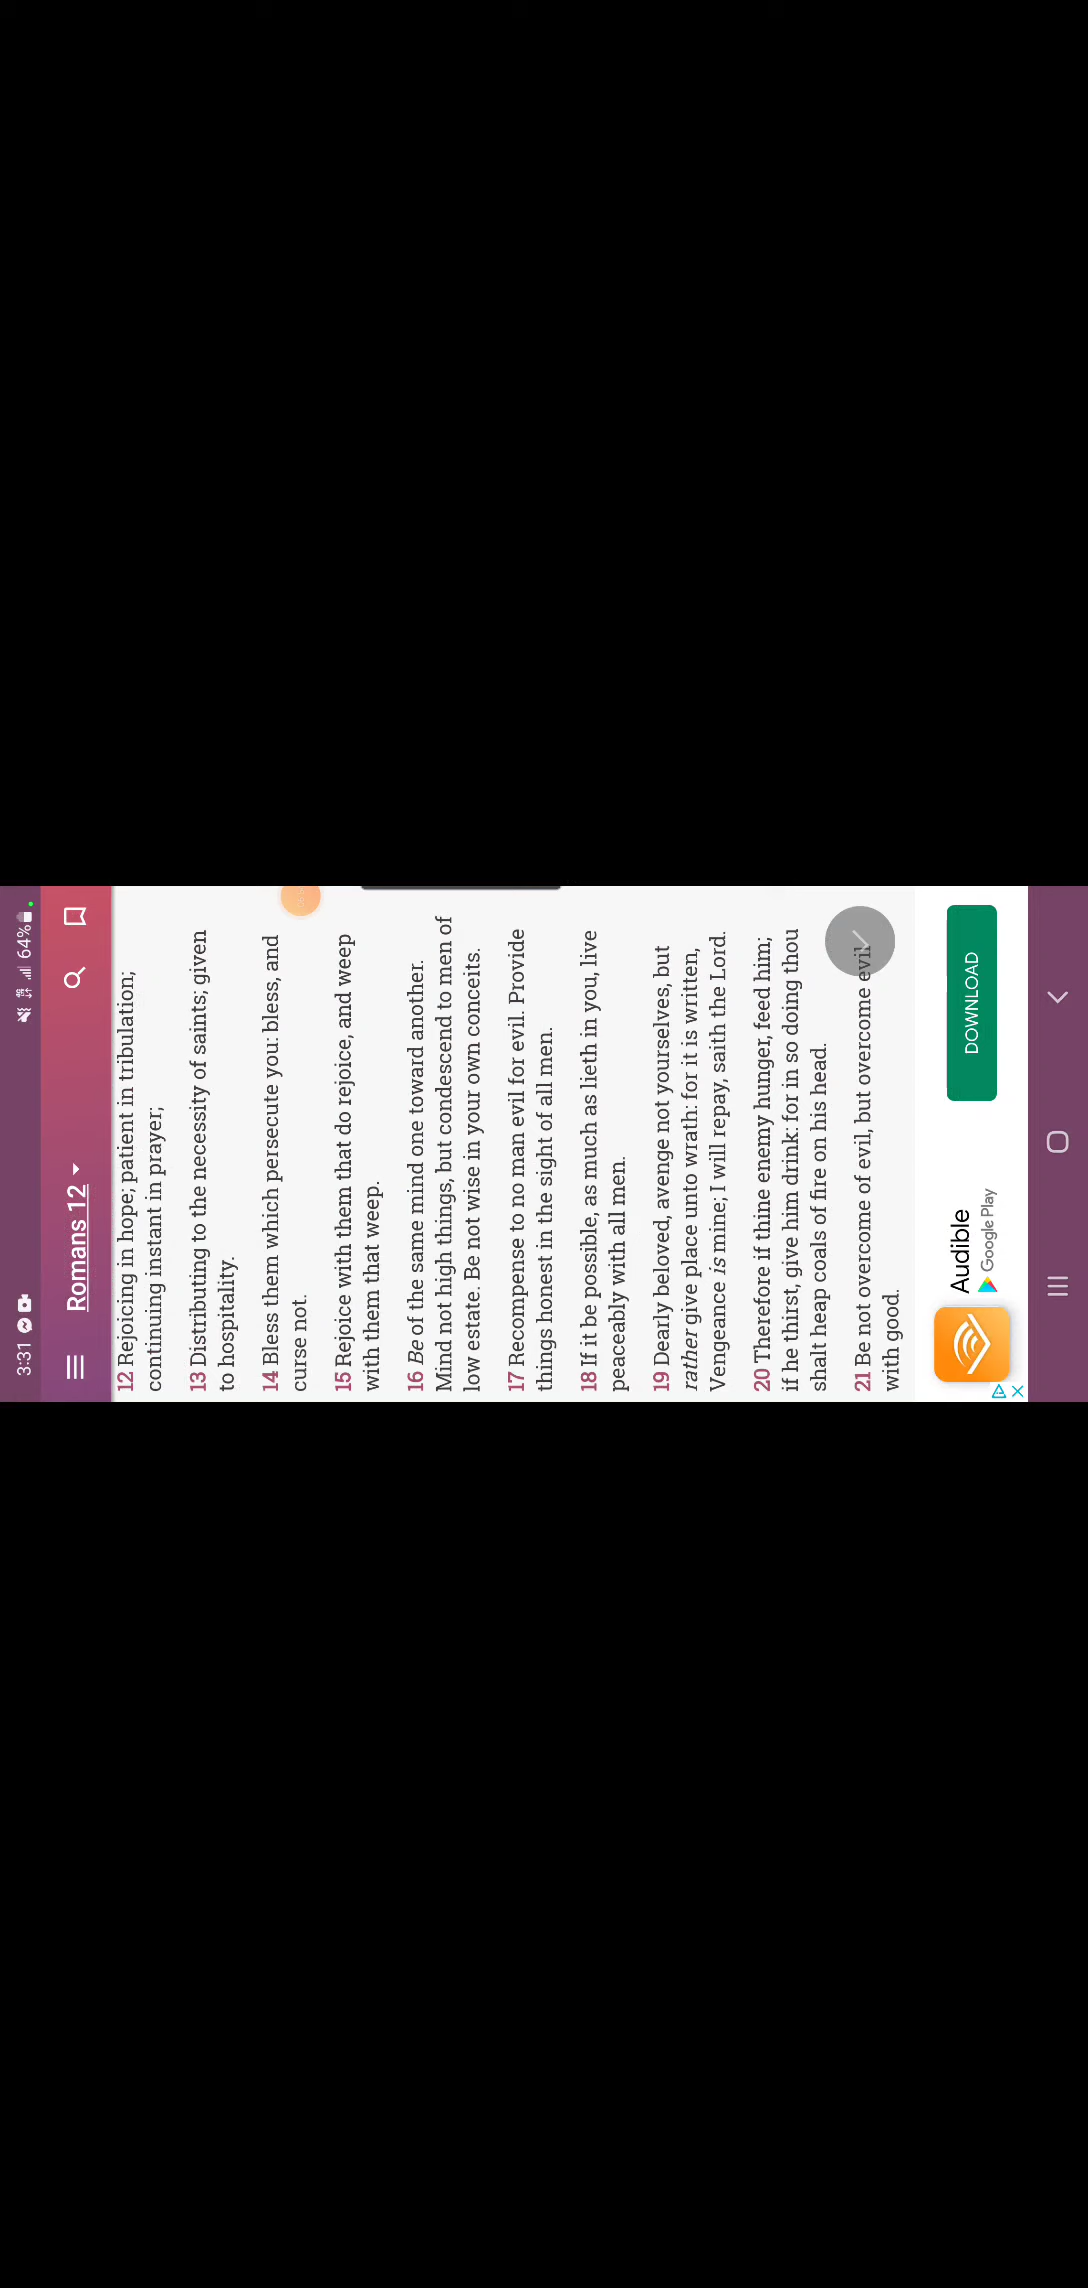 3:31
64%
Romans 12
12 Rejoicing in hope; patient in tribulation;
continuing instant in prayer;
13 Distributing to the necessity of saints; given
to hospitality.
14 Bless them which persecute you: bless, and
curse not.
15 Rejoice with them that do rejoice, and weep
with them that weep.
16 Be of the same mind one toward another.
Mind not high things, but condescend to men of
low estate. Be not wise in your own conceits.
17 Recompense to no man evil for evil. Provide
things honest in the sight of all men.
18 If it be possible, as much as lieth in you, live
peaceably with all men.
19 Dearly beloved, avenge not yourselves, but
rather give place unto wrath: for it is written,
Vengeance is mine; I will repay, saith the Lord.
20 Therefore if thine enemy hunger, feed him;
if he thirst, give him drink: for in so doing thou
shalt heap coals of fire on his head.
21 Be not overcome of evil, but overcome evil
with good.
Audible
Google Play
DOWNLOAD